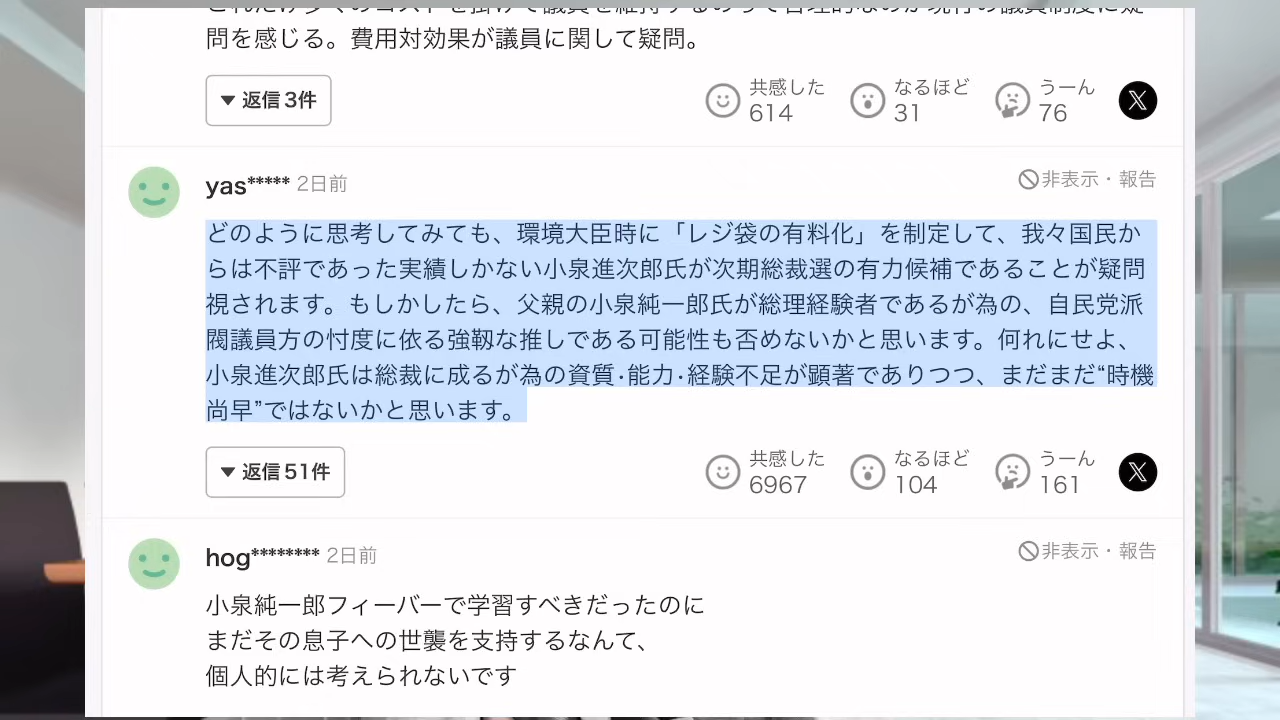 問を感じる。費用対効果が議員に関して疑問。
返信3件
共感した
614
なるほど
31
うーん
76
yas***** 2日前
非表示・報告
どのように思考してみても、環境大臣時に「レジ袋の有料化」を制定して、我々国民か
らは不評であった実績しかない小泉進次郎氏が次期総裁選の有力候補であることが疑問
視されます。もしかしたら、父親の小泉純一郎氏が総理経験者であるが為の、自民党派
閥議員方の忖度に依る強靱な推しである可能性も否めないかと思います。何れにせよ、
小泉進次郎氏は総裁に成るが為の資質･能力･経験不足が顕著でありつつ、まだまだ“時機
尚早”ではないかと思います。
返信51件
共感した
6967
なるほど
104
うーん
161
hog******** 2日前
非表示・報告
小泉純一郎フィーバーで学習すべきだったのに
まだその息子への世襲を支持するなんて、
個人的には考えられないです